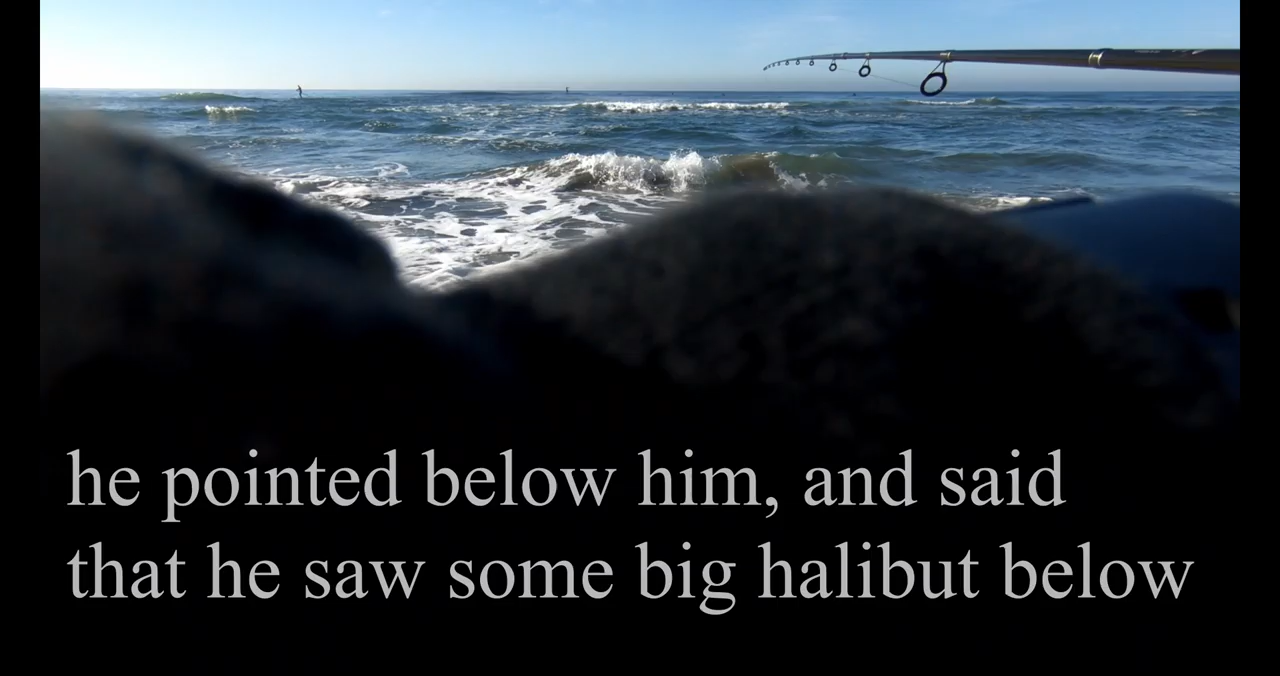 he pointed below him, and said
that he saw some big halibut below